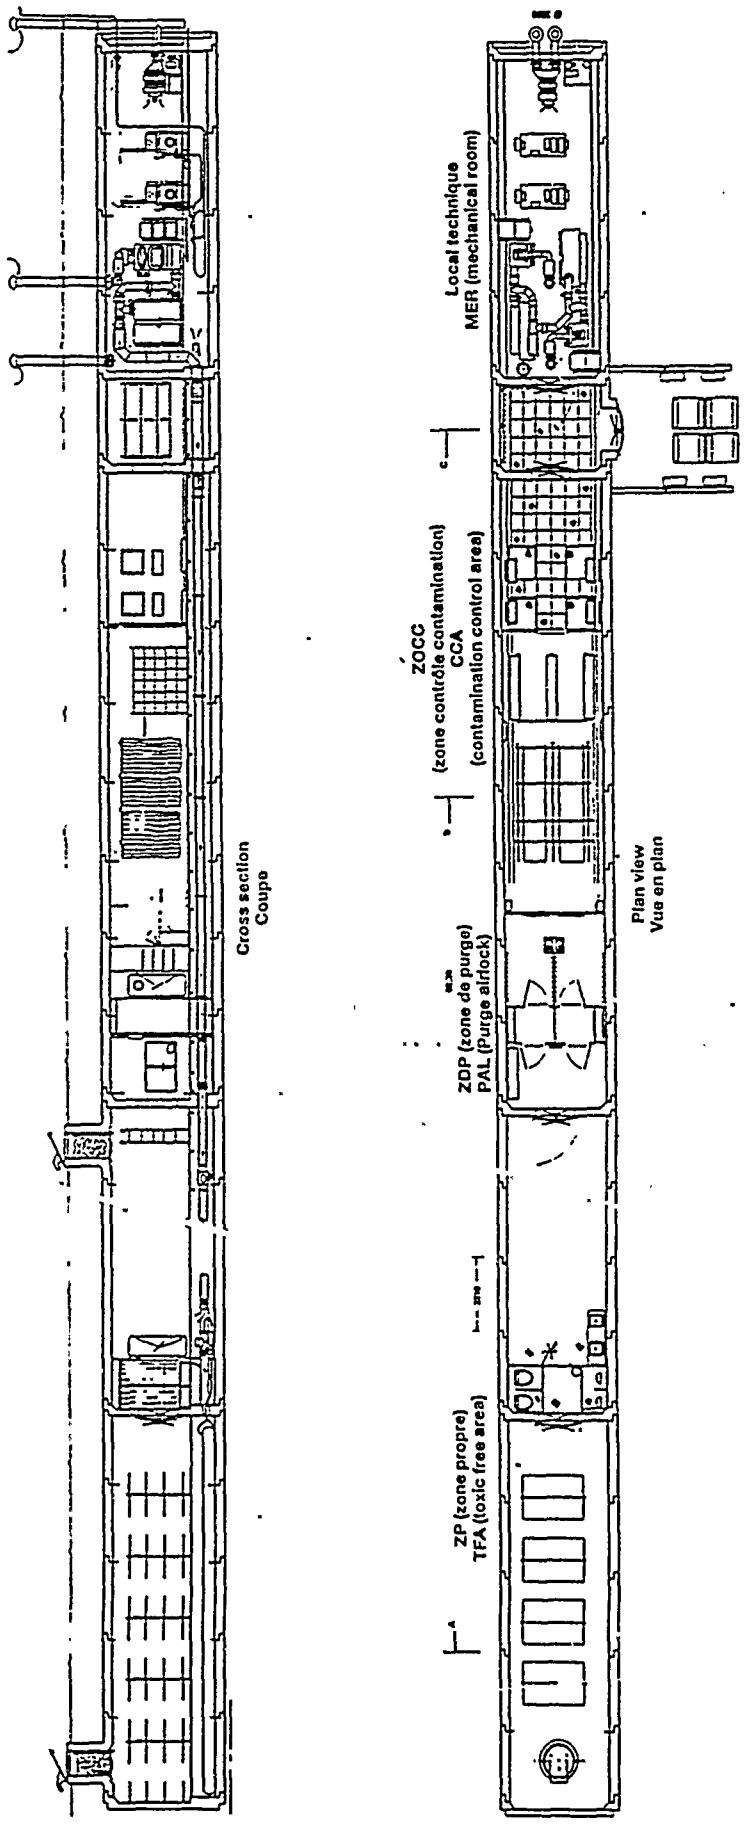 Cross section
Coupe
Local technique
MER (mechanical room)
C
ŹOCC
(zone contrôle contamination)
CCA
(contamination control area)
ZDP (zone de purge)
PAL (Purge airlock)
ZP (zone propre)
TFA (toxic free area)
A
Plan view
Vue en plan